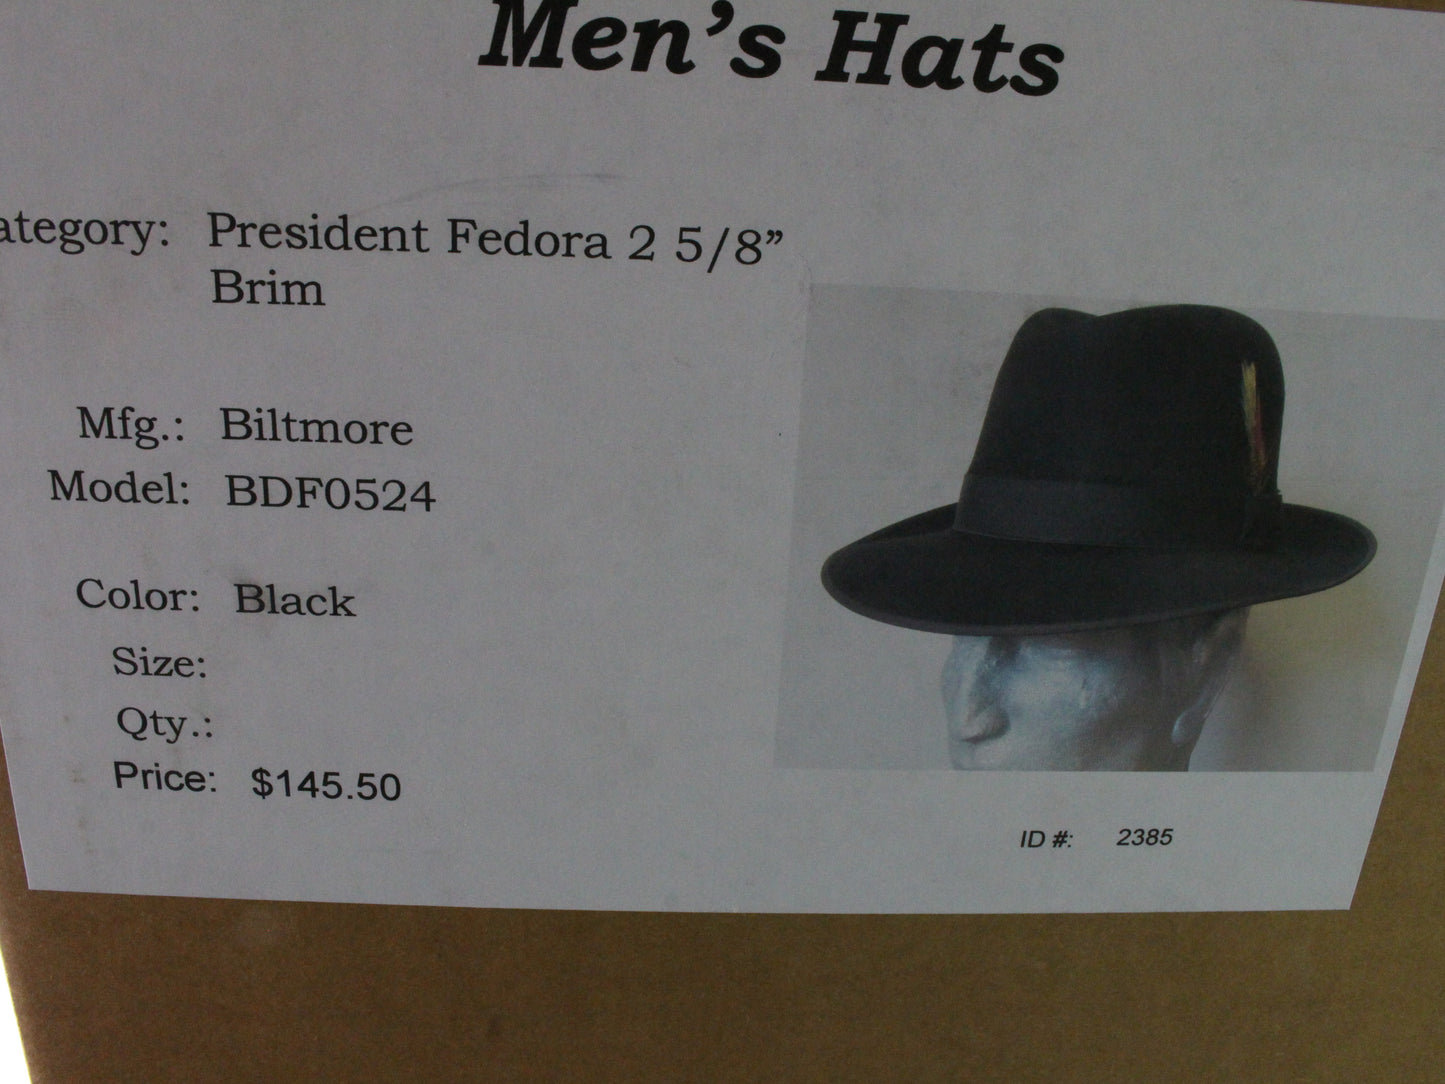 Men's Hats
ategory: President Fedora 2 5/8”
Brim
Mfg.: Biltmore
Model: BDF0524
Color: Black
Size:
Qty.:
Price: $145.50
ID #: 2385